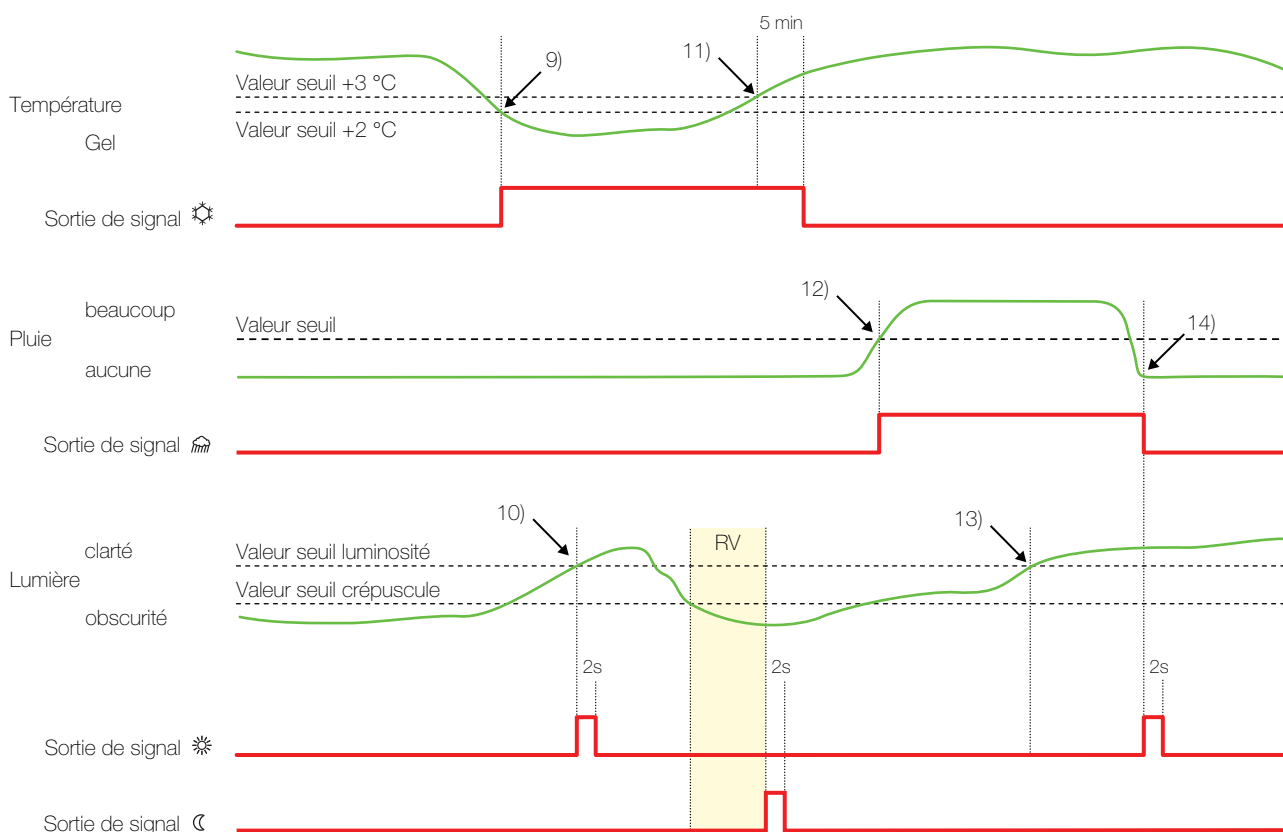 5 min
9)
11)
Valeur seuil +3 °C
Température
Valeur seuil +2 °C
Gel
Sortie de signal
12)
beaucoup
14)
Valeur seuil
Pluie
aucune
Sortie de signal
10)
13)
RV
clarté
Valeur seuil luminosité
Lumière
Valeur seuil crépuscule
obscurité
2s
2s
2s
Sortie de signal
Sortie de signal